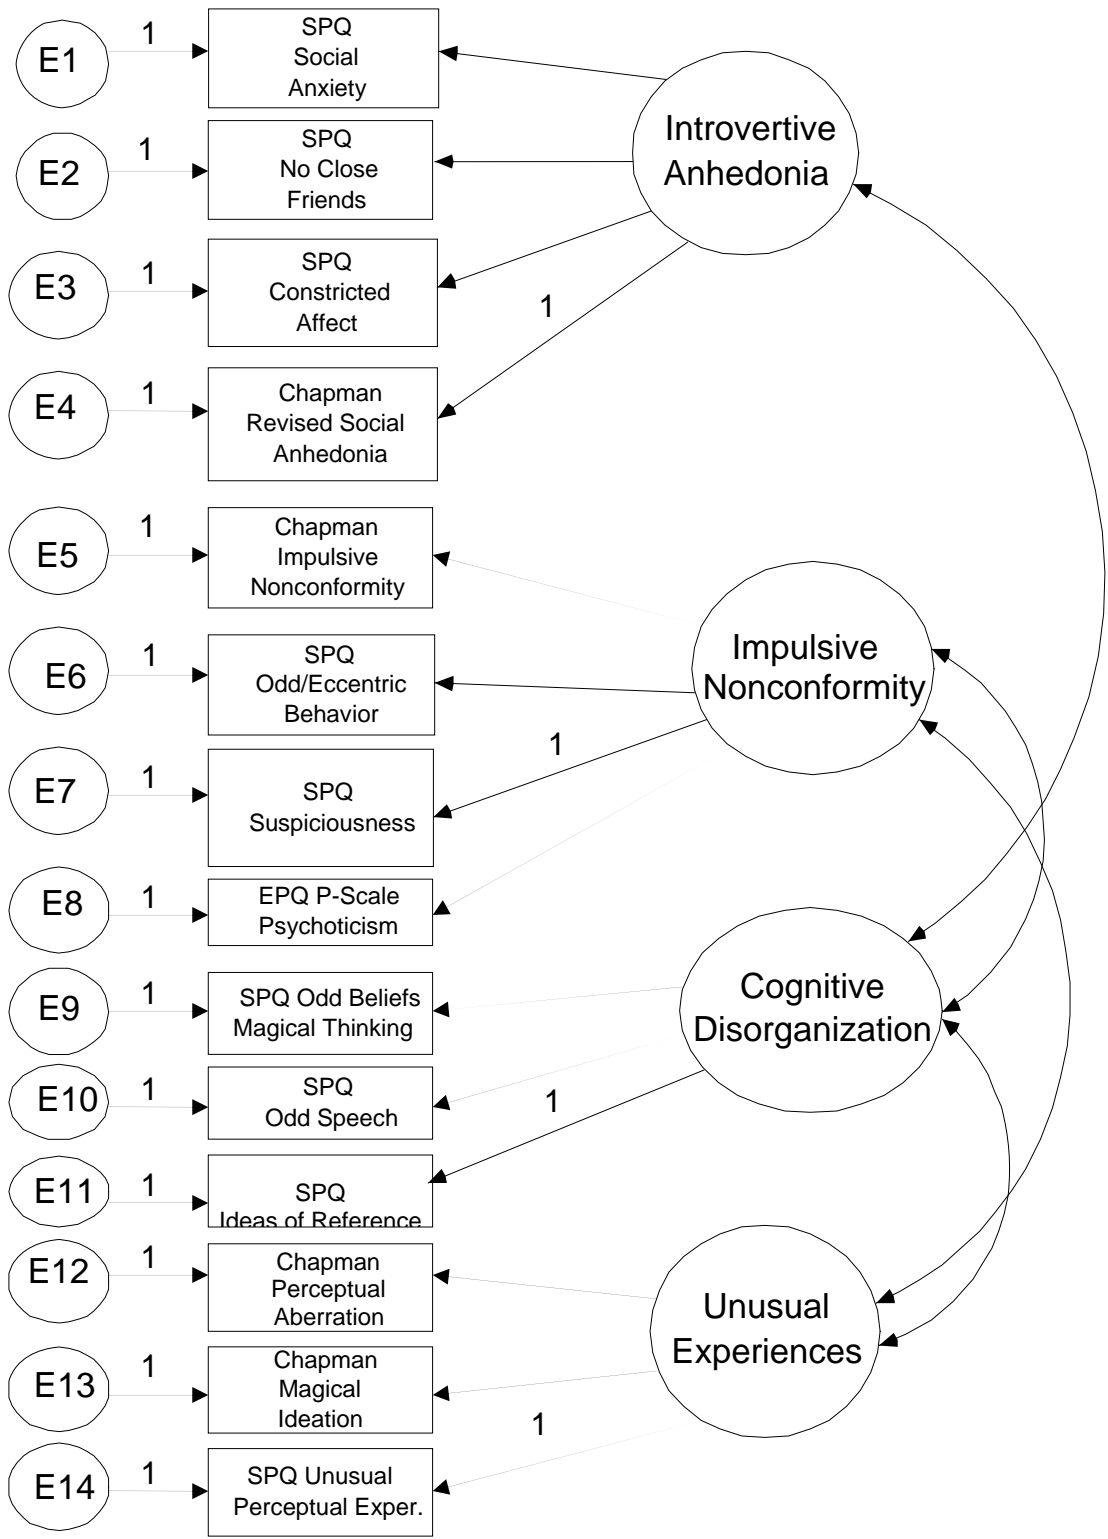 E1
1
SPQ
Social
Anxiety
E2
1
SPQ
No Close
Friends
E3
1
SPQ
Constricted
Affect
E4
1
Chapman
Revised Social
Anhedonia
1
Introvertive
Anhedonia
E5
1
Chapman
Impulsive
Nonconformity
E6
1
SPQ
Odd/Eccentric
Behavior
E7
1
SPQ
Suspiciousness
E8
1
EPQ P-Scale
Psychoticism
1
Impulsive
Nonconformity
E9
1
SPQ Odd Beliefs
Magical Thinking
E10
1
SPQ
Odd Speech
E11
1
SPQ
Ideas of Reference
1
Cognitive
Disorganization
E12
1
Chapman
Perceptual
Aberration
E13
1
Chapman
Magical
Ideation
E14
1
SPQ Unusual
Perceptual Exper.
1
Unusual
Experiences